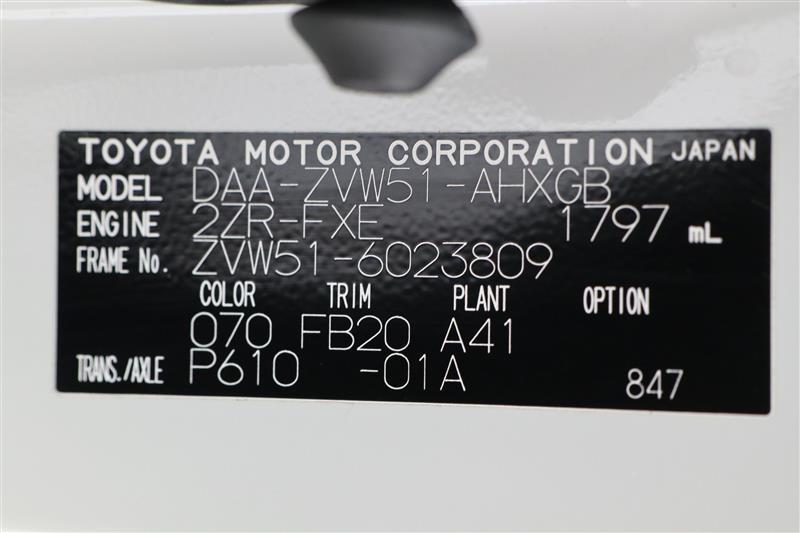 TOYOTA MOTOR CORPORATION JAPAN
MODEL DAA-ZVW51-AHXGB
ENGINE 2ZR-FXE 1797 mL
FRAME No. ZVW51-6023809
COLOR TRIM PLANT OPTION
070 FB20 A41
TRANS./AXLE P610 -01A 847